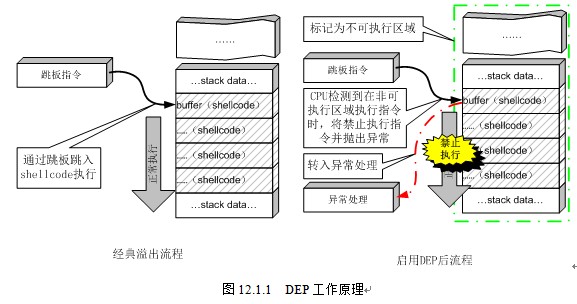 ……
跳板指令
…stack data…
buffer（shellcode）
……（shellcode）
……（shellcode）
……（shellcode）
……（shellcode）
…stack data…
通过跳板跳入
shellcode执行
正常执行
经典溢出流程
标记为不可执行区域
……
跳板指令
…stack data…
CPU检测到在非可
执行区域执行指令
时，将禁止执行指
令并抛出异常
buffer（shellcode）
……（shellcode）
……（shellcode）
……（shellcode）
……（shellcode）
…stack data…
转入异常处理
禁止
执行
异常处理
启用DEP后流程
图 12.1.1 DEP 工作原理